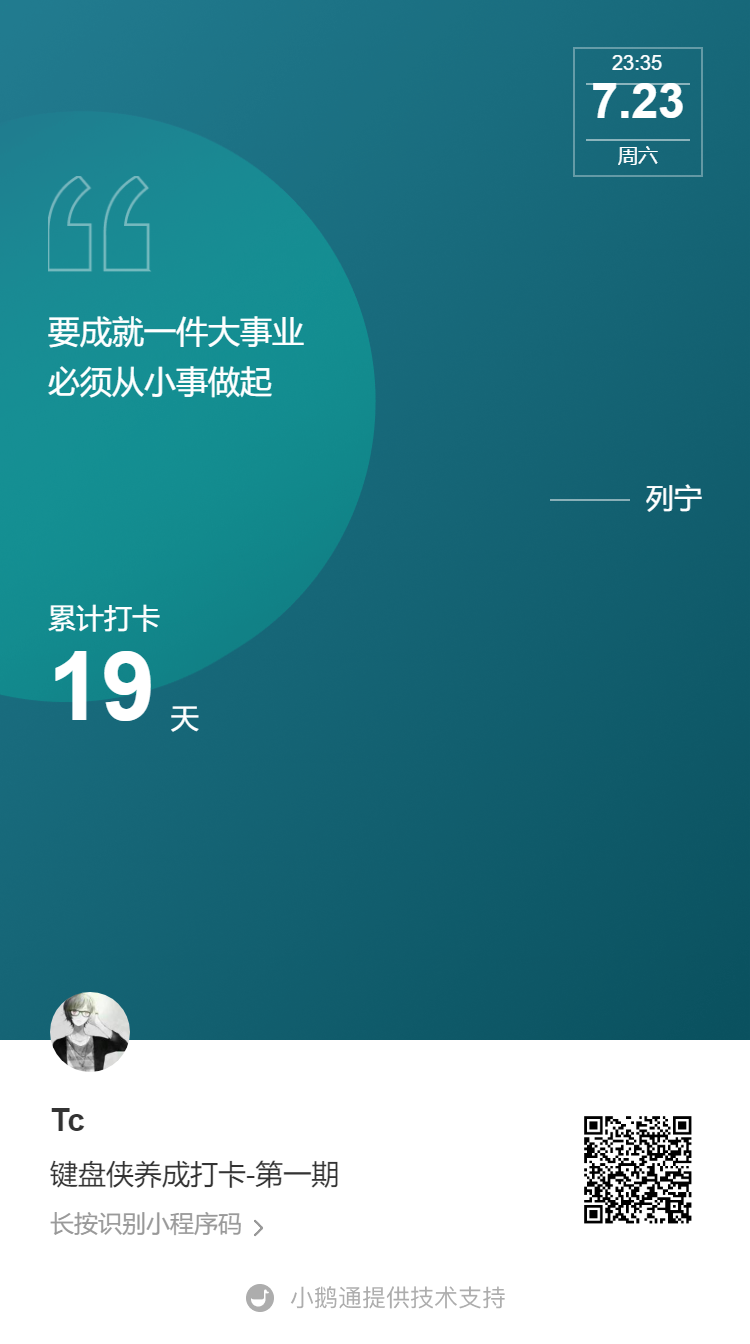 23:35
7.23
周六
要成就一件大事业
必须从小事做起
列宁
累计打卡
19 天
Tc
键盘侠养成打卡-第一期
长按识别小程序码
小鹅通提供技术支持